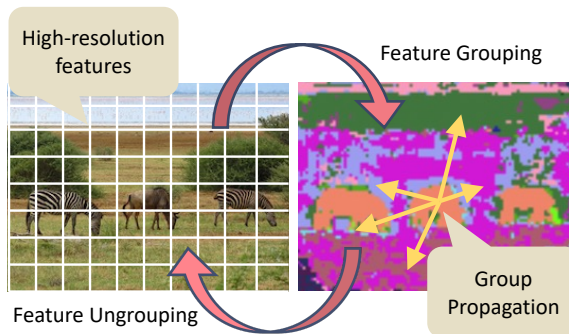 High-resolution
features
Feature Grouping
Feature Ungrouping
Group
Propagation